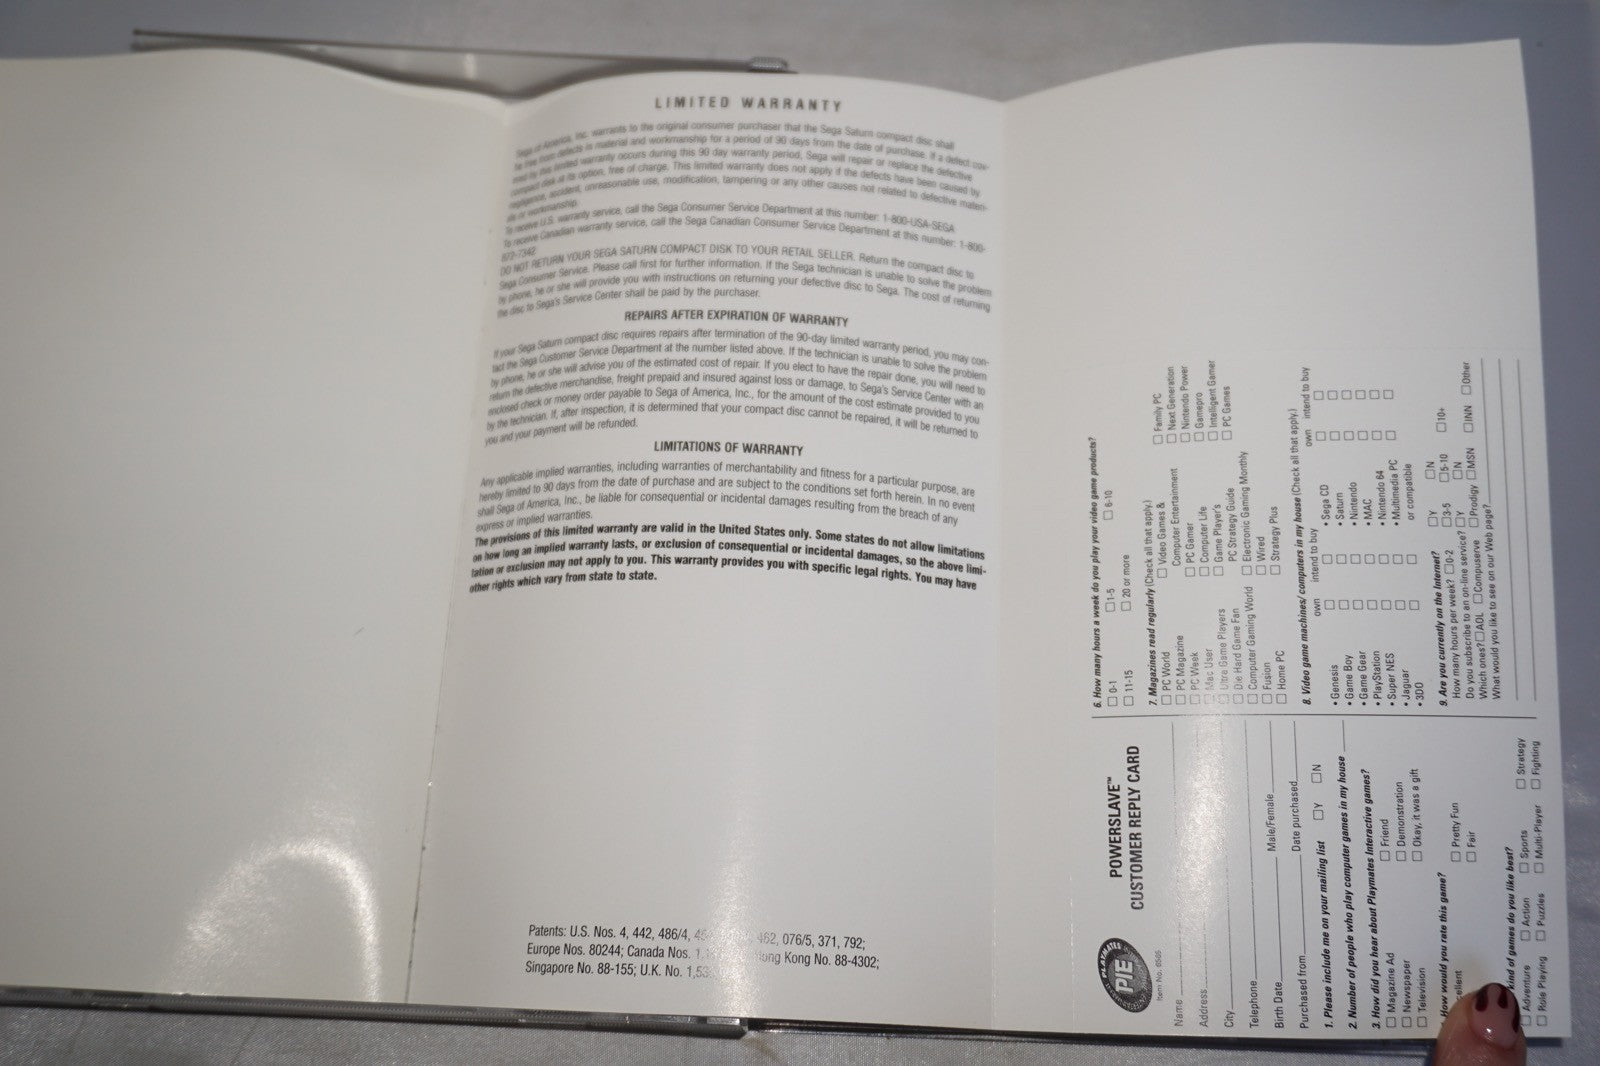 LIMITED WARRANTY
Sega of America, Inc. warrants to the original consumer purchaser that the Sega Saturn compact disc shall
be free from defects in material and workmanship for a period of 90 days from the date of purchase. If a defect cov-
ered by this limited warranty occurs during this 90 day warranty period, Sega will repair or replace the defective
compact disk at its option, free of charge. This limited warranty does not apply if the defects have been caused by
negligence, accident, unreasonable use, modification, tampering or any other causes not related to defective materi-
als or workmanship.
To receive U.S. warranty service, call the Sega Consumer Service Department at this number: 1-800-USA-SEGA
To receive Canadian warranty service, call the Sega Canadian Consumer Service Department at this number: 1-800-
872-7342
DO NOT RETURN YOUR SEGA SATURN COMPACT DISK TO YOUR RETAIL SELLER. Return the compact disc to
Sega Consumer Service. Please call first for further information. If the Sega technician is unable to solve the problem
by phone, he or she will provide you with instructions on returning your defective disc to Sega. The cost of returning
the disc to Sega's Service Center shall be paid by the purchaser.
REPAIRS AFTER EXPIRATION OF WARRANTY
If your Sega Saturn compact disc requires repairs after termination of the 90-day limited warranty period, you may con-
tact the Sega Customer Service Department at the number listed above. If the technician is unable to solve the problem
by phone, he or she will advise you of the estimated cost of repair. If you elect to have the repair done, you will need to
return the defective merchandise, freight prepaid and insured against loss or damage, to Sega's Service Center with an
enclosed check or money order payable to Sega of America, Inc., for the amount of the cost estimate provided to you
by the technician. If, after inspection, it is determined that your compact disc cannot be repaired, it will be returned to
you and your payment will be refunded.
LIMITATIONS OF WARRANTY
Any applicable implied warranties, including warranties of merchantability and fitness for a particular purpose, are
hereby limited to 90 days from the date of purchase and are subject to the conditions set forth herein. In no event
shall Sega of America, Inc., be liable for consequential or incidental damages resulting from the breach of any
express or implied warranties.
The provisions of this limited warranty are valid in the United States only. Some states do not allow limitations
on how long an implied warranty lasts, or exclusion of consequential or incidental damages, so the above limi-
tation or exclusion may not apply to you. This warranty provides you with specific legal rights. You may have
other rights which vary from state to state.
Patents: U.S. Nos. 4, 442, 486/4, 462, 076/5, 371, 792;
Europe Nos. 80244; Canada Nos. Hong Kong No. 88-4302;
Singapore No. 88-155; U.K. No. 1,53
PLAYMATES
PIE
Item No. 6565
POWERSLAVE™
CUSTOMER REPLY CARD
Name
Address
City
Telephone
Birth Date Male/Female
Purchased from Date purchased
1. Please include me on your mailing list □Y □N
2. Number of people who play computer games in my house
3. How did you hear about Playmates Interactive games?
□ Magazine Ad □ Friend
□ Newspaper □ Demonstration
□ Television □ Okay, it was a gift
How would you rate this game?
cellent □ Pretty Fun
□ Fair
kind of games do you like best?
□ Adventure □ Action □ Sports □ Strategy
□ Role Playing □ Puzzles □ Multi-Player □ Fighting
6. How many hours a week do you play your video game products?
□ 0-1 □ 1-5 □ 6-10
□ 11-15 □ 20 or more
7. Magazines read regularly (Check all that apply.)
□ PC World □ Video Games & □ Family PC
□ PC Magazine Computer Entertainment □ Next Generation
□ PC Week □ PC Gamer □ Nintendo Power
□ Mac User □ Computer Life □ Gamepro
□ Ultra Game Players □ Game Player's □ Intelligent Gamer
□ Die Hard Game Fan PC Strategy Guide □ PC Games
□ Computer Gaming World □ Electronic Gaming Monthly
□ Fusion □ Wired
□ Home PC □ Strategy Plus
8. Video game machines/ computers in my house (Check all that apply.)
own intend to buy own intend to buy
• Genesis □ □ • Sega CD □ □
• Game Boy □ □ • Saturn □ □
• Game Gear □ □ • Nintendo □ □
• PlayStation □ □ • MAC □ □
• Super NES □ □ • Nintendo 64 □ □
• Jaguar □ □ • Multimedia PC □ □
• 3DO □ □ or compatible
9. Are you currently on the Internet? □Y □N
How many hours per week? □0-2 □3-5 □5-10 □10+
Do you subscribe to an on-line service? □Y □N
Which ones? □AOL □Compuserve □Prodigy □MSN □INN □Other
What would you like to see on our Web page?